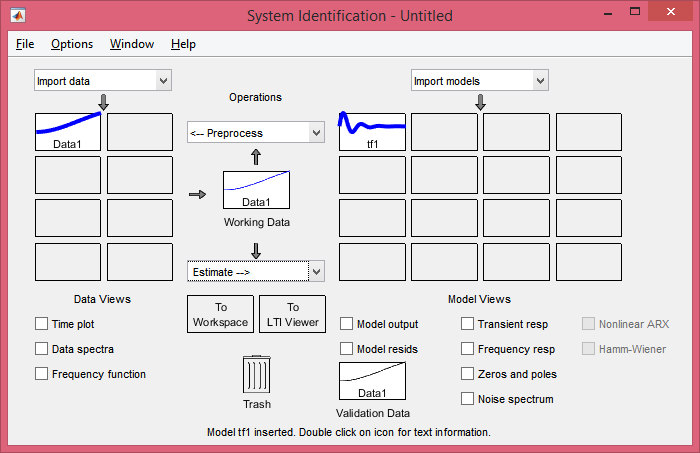 System Identification - Untitled
File Options Window Help
Import data
Operations
Import models
<-- Preprocess
Data1
tf1
Data1
Working Data
Estimate -->
Data Views
To
Workspace
To
LTI Viewer
Model Views
Time plot
Data spectra
Frequency function
Trash
Model output
Model resids
Data1
Validation Data
Transient resp
Frequency resp
Zeros and poles
Noise spectrum
Nonlinear ARX
Hamm-Wiener
Model tf1 inserted. Double click on icon for text information.